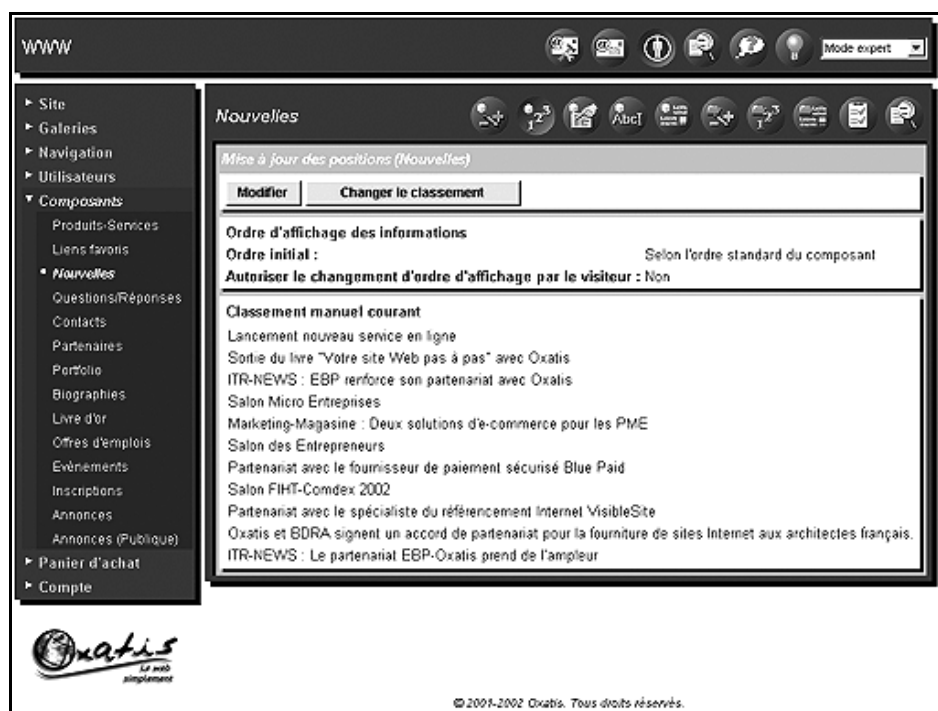 WWW
Mode expert
Site
Galeries
Navigation
Utilisateurs
Composants
Produits-Services
Liens favoris
Nouvelles
Questions/Réponses
Contacts
Partenaires
Portfolio
Biographies
Livre d'or
Offres d'emplois
Evènements
Inscriptions
Annonces
Annonces (Publique)
Panier d'achat
Compte
Nouvelles
AbcI
Mise à jour des positions (Nouvelles)
Modifier Changer le classement
Ordre d'affichage des informations
Ordre initial : Selon l'ordre standard du composant
Autoriser le changement d'ordre d'affichage par le visiteur : Non
Classement manuel courant
Lancement nouveau service en ligne
Sortie du livre "Votre site Web pas à pas" avec Oxatis
ITR-NEWS : EBP renforce son partenariat avec Oxatis
Salon Micro Entreprises
Marketing-Magasine : Deux solutions d'e-commerce pour les PME
Salon des Entrepreneurs
Partenariat avec le fournisseur de paiement sécurisé Blue Paid
Salon FIHT-Comdex 2002
Partenariat avec le spécialiste du référencement Internet VisibleSite
Oxatis et BDRA signent un accord de partenariat pour la fourniture de sites Internet aux architectes français.
ITR-NEWS : Le partenariat EBP-Oxatis prend de l'ampleur
Oxatis
Le web
simplement
© 2001-2002 Oxatis. Tous droits réservés.